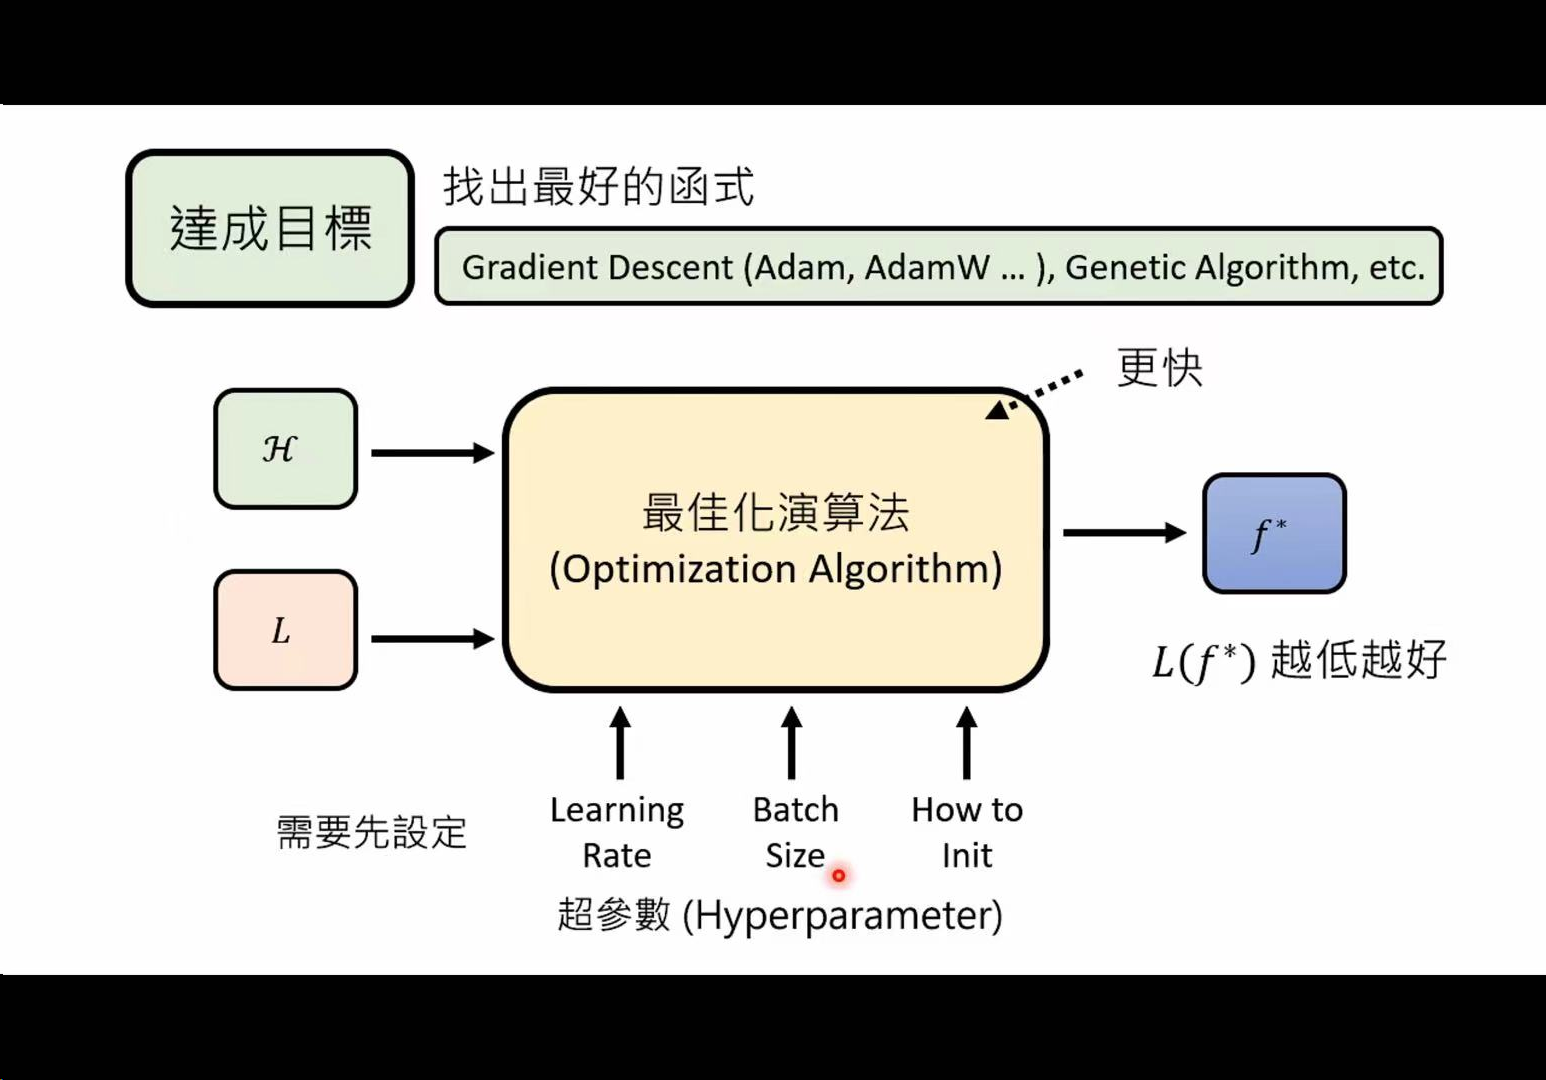 達成目標
找出最好的函式
Gradient Descent (Adam, AdamW ... ), Genetic Algorithm, etc.
更快
ℋ
最佳化演算法
(Optimization Algorithm)
f*
L
L(f*) 越低越好
需要先設定
Learning
Rate
Batch
Size
How to
Init
超參數 (Hyperparameter)